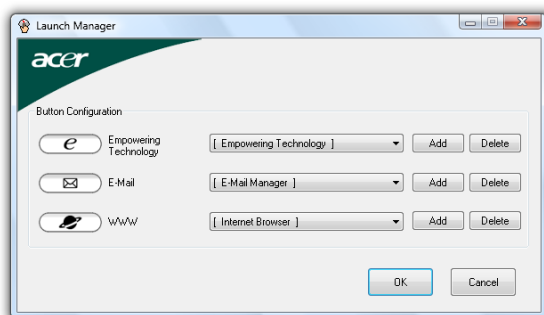 Launch Manager
acer
Button Configuration
e Empowering Technology [ Empowering Technology ] Add Delete
E-Mail [ E-Mail Manager ] Add Delete
WWW [ Internet Browser ] Add Delete
OK Cancel